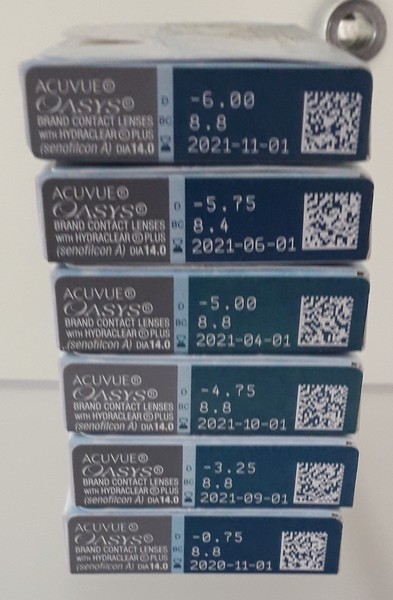 ACUVUE®
OASYS®
BRAND CONTACT LENSES
WITH HYDRACLEAR® PLUS
(senofilcon A) DIA14.0
D -6.00
BC 8.8
2021-11-01
ACUVUE®
OASYS®
BRAND CONTACT LENSES
WITH HYDRACLEAR® PLUS
(senofilcon A) DIA14.0
D -5.75
BC 8.4
2021-06-01
ACUVUE®
OASYS®
BRAND CONTACT LENSES
WITH HYDRACLEAR® PLUS
(senofilcon A) DIA14.0
D -5.00
BC 8.8
2021-04-01
ACUVUE®
OASYS®
BRAND CONTACT LENSES
WITH HYDRACLEAR® PLUS
(senofilcon A) DIA14.0
D -4.75
BC 8.8
2021-10-01
ACUVUE®
OASYS®
BRAND CONTACT LENSES
WITH HYDRACLEAR® PLUS
(senofilcon A) DIA14.0
D -3.25
BC 8.8
2021-09-01
ACUVUE®
OASYS®
BRAND CONTACT LENSES
WITH HYDRACLEAR® PLUS
(senofilcon A) DIA14.0
D -0.75
BC 8.8
2020-11-01